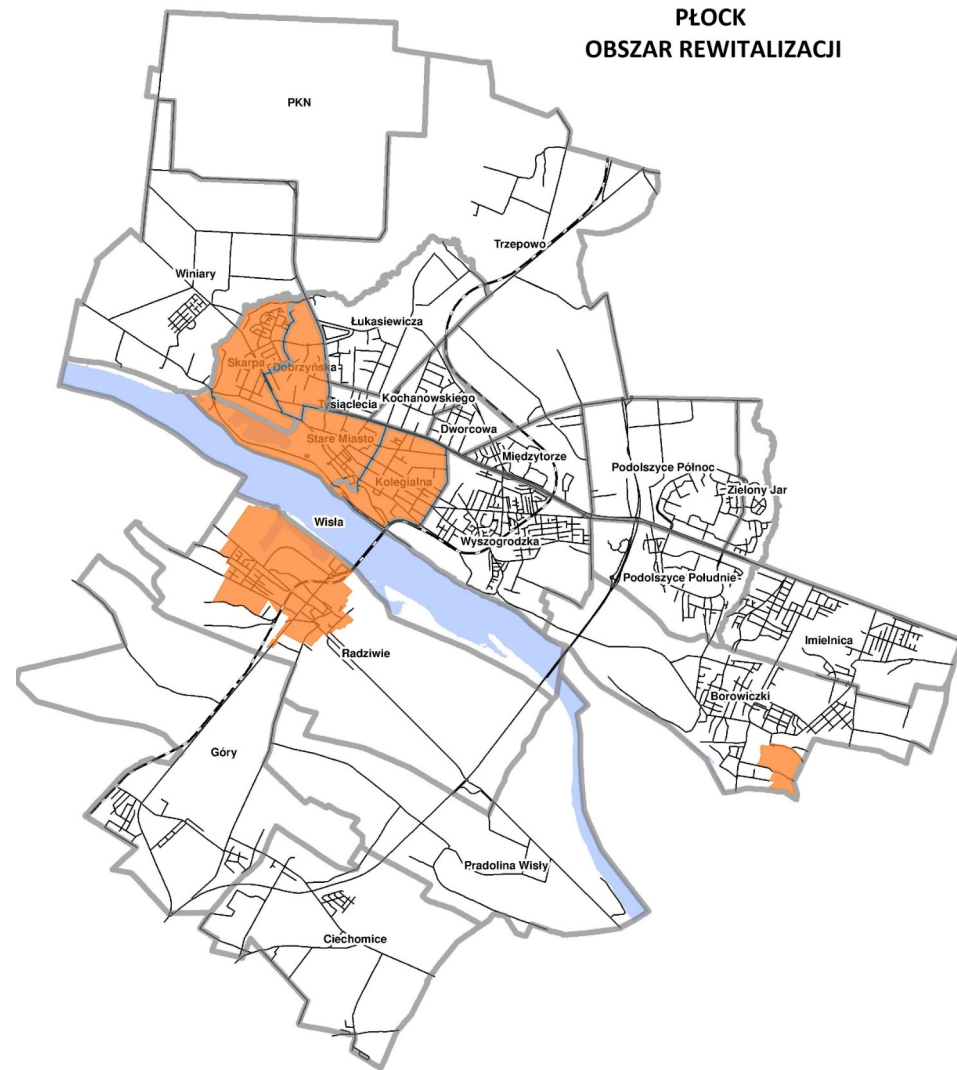 PŁOCK
OBSZAR REWITALIZACJI
PKN
Trzepowo
Winiary
Łukasiewicza
Skarpa
Dobrzyńska
Tysiąclecia
Kochanowskiego
Dworcowa
Stare Miasto
Międzytorze
Podolszyce Północ
Kolegialna
Zielony Jar
Wisła
Wyszogrodzka
Podolszyce Południe
Imielnica
Radziwie
Borowiczki
Góry
Pradolina Wisły
Ciechomice